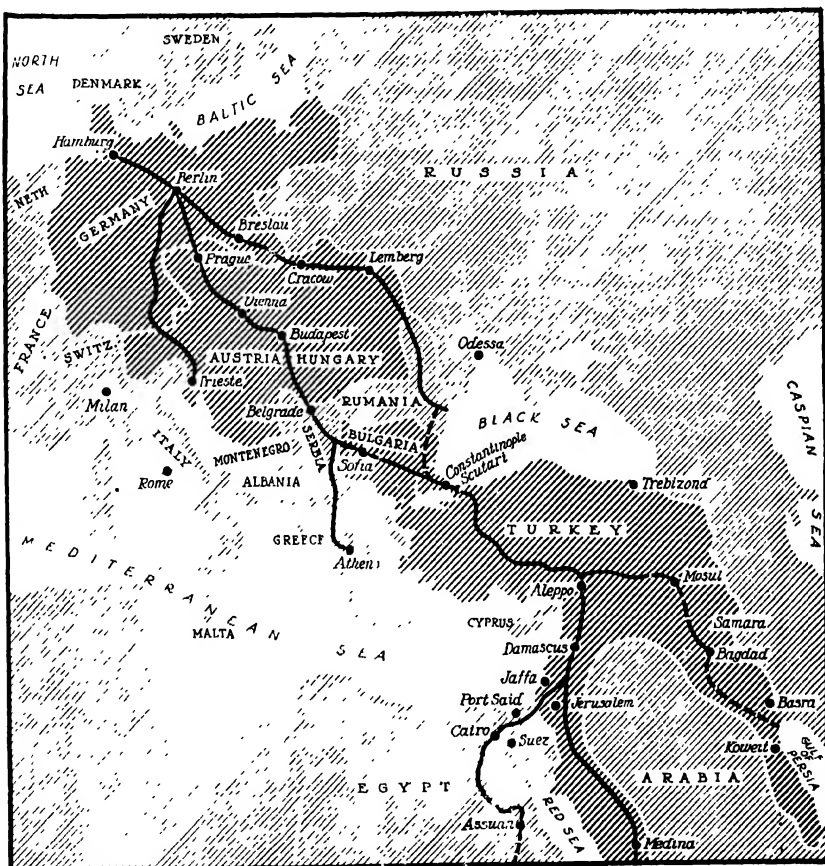 SWEDEN
NORTH
SEA
DENMARK
BALTIC SEA
Hamburg
Berlin
RUSSIA
NETH
GERMANY
Breslau
Prague
Cracow
Lemberg
Vienna
Budapest
FRANCE
SWITZ.
AUSTRIA HUNGARY
Odessa
Trieste
Milan
Belgrade
RUMANIA
BLACK SEA
CASPIAN
SEA
ITALY
Rome
MONTENEGRO
SERBIA
BULGARIA
Sofia
Constantinople
Scutari
ALBANIA
Trebizond
GREECE
Athen
TURKEY
MEDITERRANEAN SEA
Aleppo
Mosul
MALTA
CYPRUS
Samara
Damascus
Bagdad
Jaffa
Port Said
Jerusalem
Basra
Cairo
Suez
Koweit
GULF
OF
PERSIA
EGYPT
ARABIA
RED SEA
Assuan
Medina